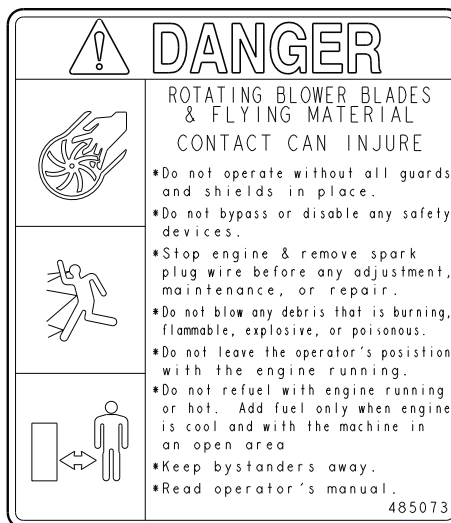 DANGER
ROTATING BLOWER BLADES
& FLYING MATERIAL
CONTACT CAN INJURE
*Do not operate without all guards
and shields in place.
*Do not bypass or disable any safety
devices.
*Stop engine & remove spark
plug wire before any adjustment,
maintenance, or repair.
*Do not blow any debris that is burning,
flammable, explosive, or poisonous.
*Do not leave the operator's posistion
with the engine running.
*Do not refuel with engine running
or hot. Add fuel only when engine
is cool and with the machine in
an open area
*Keep bystanders away.
*Read operator's manual.
485073